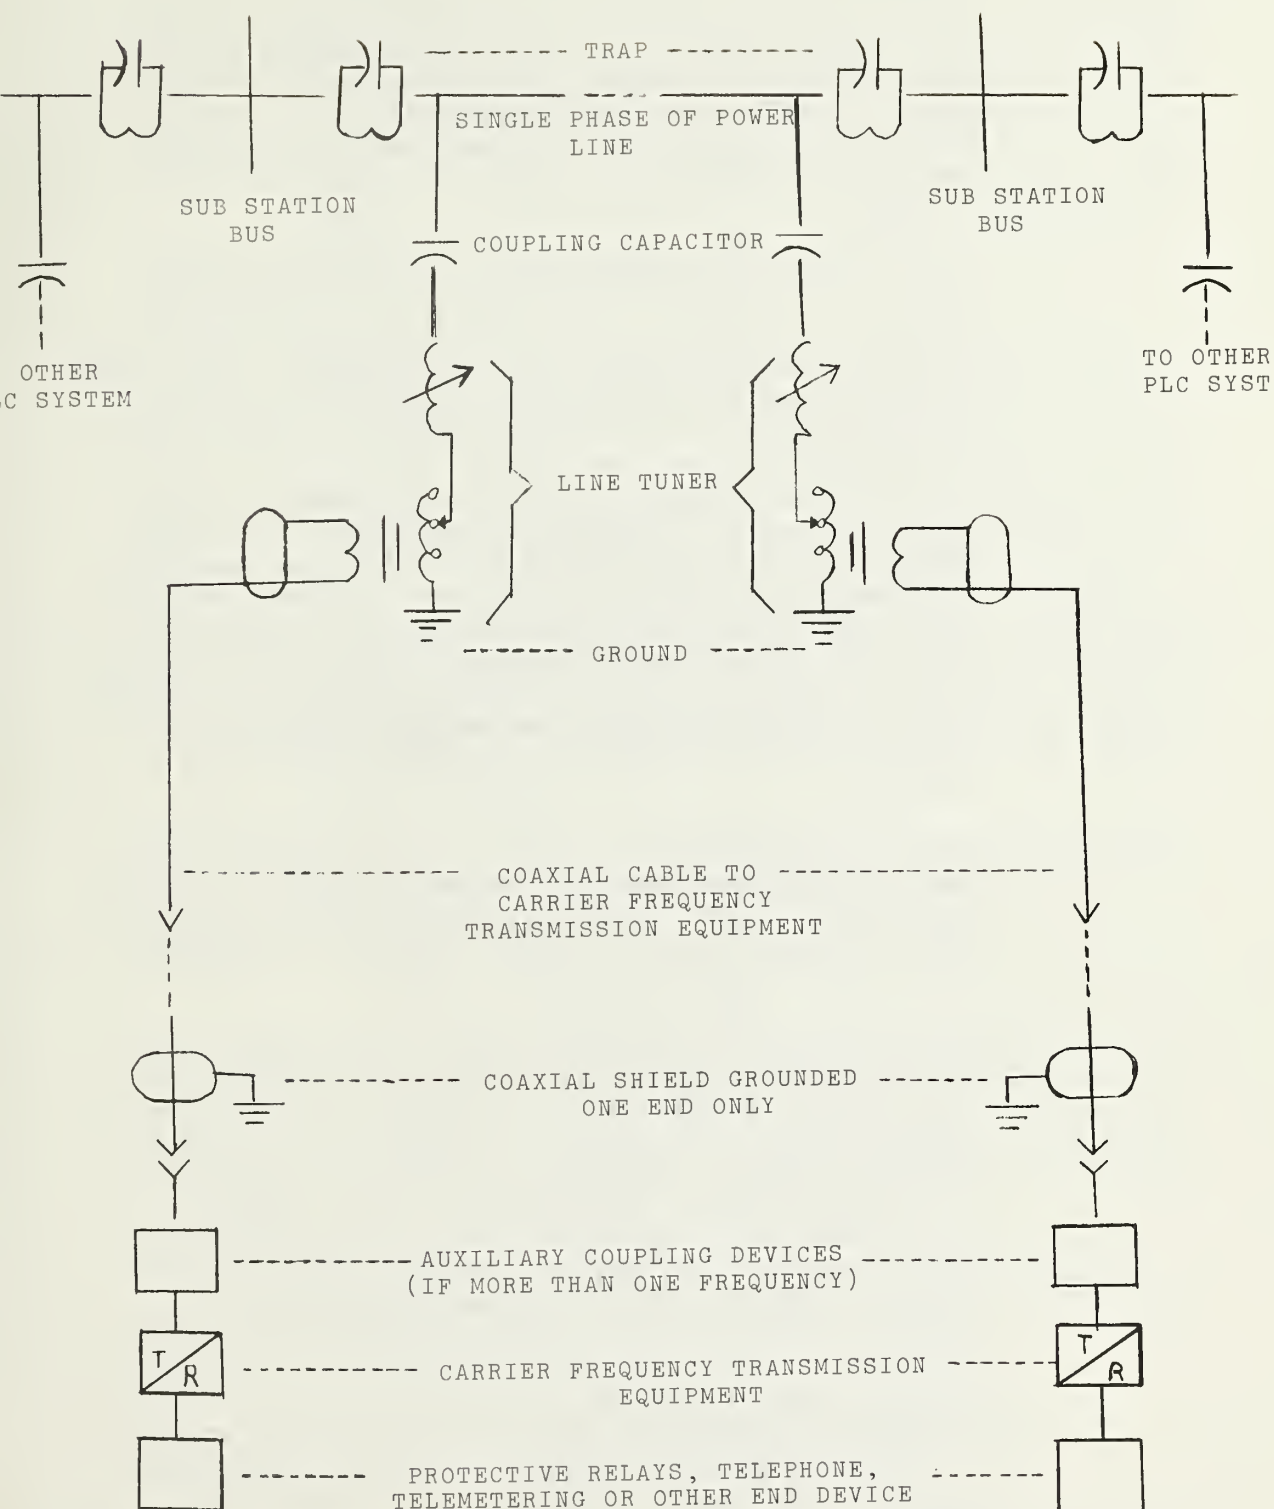 TRAP
SINGLE PHASE OF POWER
LINE
SUB STATION
BUS
SUB STATION
BUS
COUPLING CAPACITOR
OTHER
C SYSTEM
TO OTHER
PLC SYST
LINE TUNER
GROUND
COAXIAL CABLE TO
CARRIER FREQUENCY
TRANSMISSION EQUIPMENT
COAXIAL SHIELD GROUNDED
ONE END ONLY
AUXILIARY COUPLING DEVICES
(IF MORE THAN ONE FREQUENCY)
T
R
T
R
CARRIER FREQUENCY TRANSMISSION
EQUIPMENT
PROTECTIVE RELAYS, TELEPHONE,
TELEMETERING OR OTHER END DEVICE